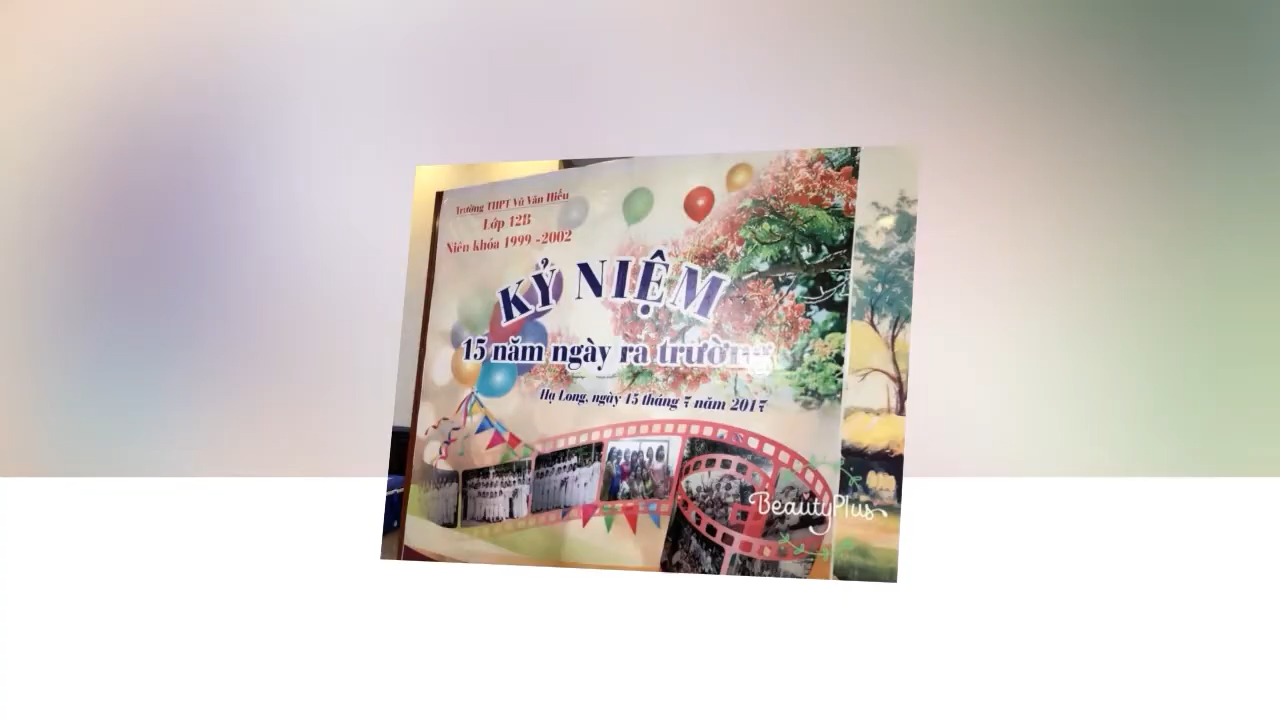 Trường THPT Vũ Văn Hiếu
Lớp 12B
Niên khóa 1999 -2002
KỶ NIỆM
15 năm ngày ra trường
Hạ Long, ngày 15 tháng 7 năm 2017
BeautyPlus